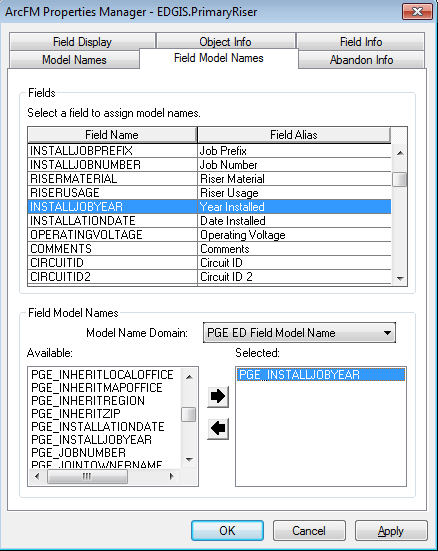 ArcFM Properties Manager - EDGIS.PrimaryRiser
Field Display Object Info Field Info
Model Names Field Model Names Abandon Info
Fields
Select a field to assign model names.
Field Name Field Alias
INSTALLJOBPREFIX Job Prefix
INSTALLJOBNUMBER Job Number
RISERMATERIAL Riser Material
RISERUSAGE Riser Usage
INSTALLJOBYEAR Year Installed
INSTALLATIONDATE Date Installed
OPERATINGVOLTAGE Operating Voltage
COMMENTS Comments
CIRCUITID Circuit ID
CIRCUITID2 Circuit ID 2
Field Model Names
Model Name Domain: PGE ED Field Model Name
Available: Selected:
PGE_INHERITLOCALOFFICE PGE_INSTALLJOBYEAR
PGE_INHERITMAPOFFICE
PGE_INHERITREGION
PGE_INHERITZIP
PGE_INSTALLATIONDATE
PGE_INSTALLJOBYEAR
PGE_JOBNUMBER
PGE_JOINTOWNERNAME
OK Cancel Apply